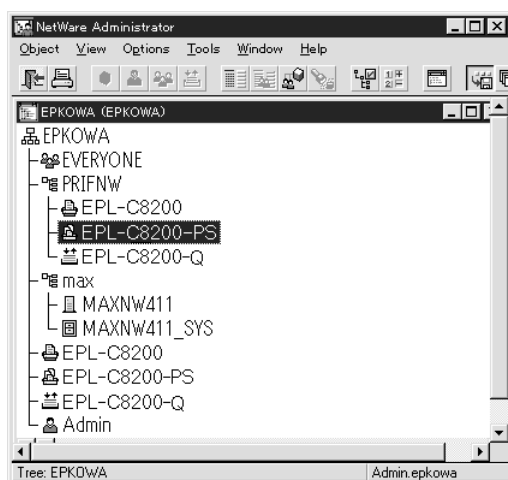 NetWare Administrator
Object View Options Tools Window Help
EPKOWA (EPKOWA)
EPKOWA
EVERYONE
PRIFNW
EPL-C8200
EPL-C8200-PS
EPL-C8200-Q
max
MAXNW411
MAXNW411_SYS
EPL-C8200
EPL-C8200-PS
EPL-C8200-Q
Admin
Tree: EPKOWA Admin.epkowa